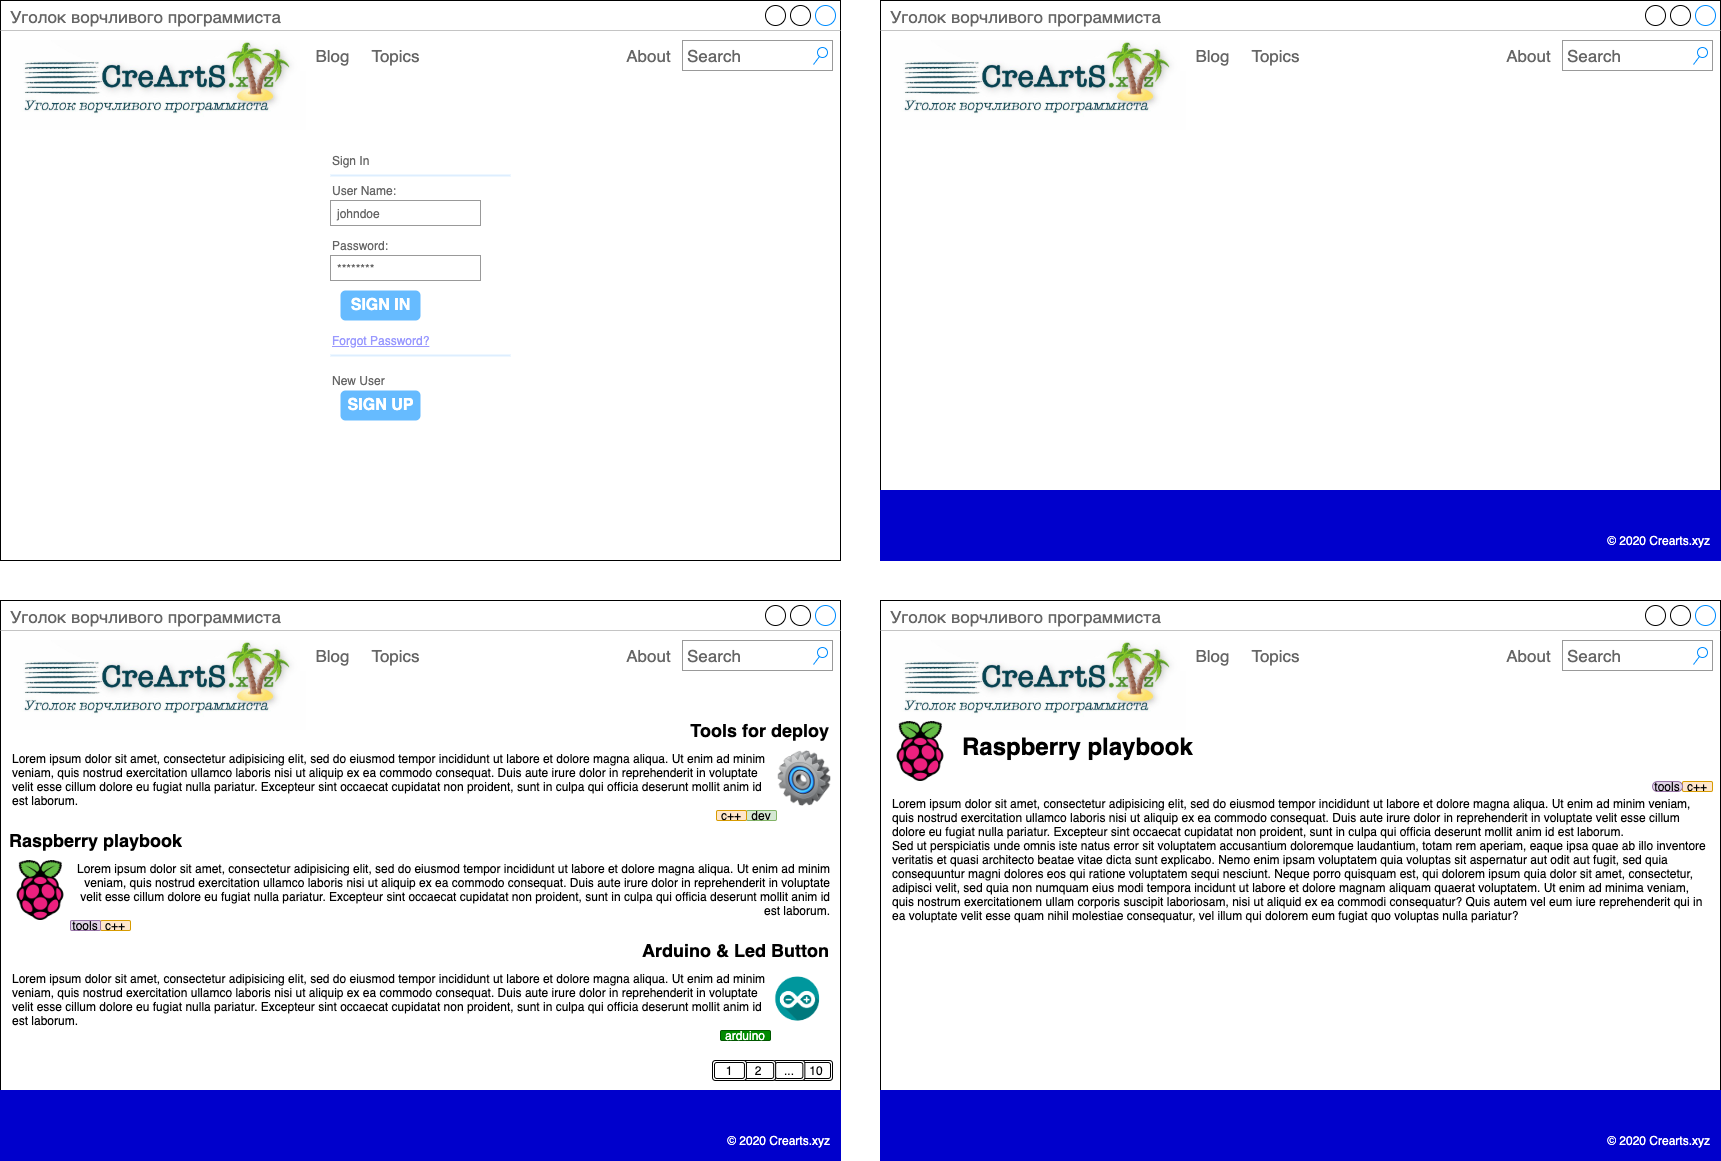 Уголок ворчливого программиста
CreArtS.xyz
Уголок ворчливого программиста
Blog Topics About Search
Sign In
User Name:
johndoe
Password:
********
SIGN IN
Forgot Password?
New User
SIGN UP
Уголок ворчливого программиста
CreArtS.xyz
Уголок ворчливого программиста
Blog Topics About Search
© 2020 Crearts.xyz
Уголок ворчливого программиста
CreArtS.xyz
Уголок ворчливого программиста
Blog Topics About Search
Tools for deploy
Lorem ipsum dolor sit amet, consectetur adipisicing elit, sed do eiusmod tempor incididunt ut labore et dolore magna aliqua. Ut enim ad minim
veniam, quis nostrud exercitation ullamco laboris nisi ut aliquip ex ea commodo consequat. Duis aute irure dolor in reprehenderit in voluptate
velit esse cillum dolore eu fugiat nulla pariatur. Excepteur sint occaecat cupidatat non proident, sunt in culpa qui officia deserunt mollit anim id
est laborum.
c++ dev
Raspberry playbook
Lorem ipsum dolor sit amet, consectetur adipisicing elit, sed do eiusmod tempor incididunt ut labore et dolore magna aliqua. Ut enim ad minim
veniam, quis nostrud exercitation ullamco laboris nisi ut aliquip ex ea commodo consequat. Duis aute irure dolor in reprehenderit in voluptate
velit esse cillum dolore eu fugiat nulla pariatur. Excepteur sint occaecat cupidatat non proident, sunt in culpa qui officia deserunt mollit anim id
est laborum.
tools c++
Arduino & Led Button
Lorem ipsum dolor sit amet, consectetur adipisicing elit, sed do eiusmod tempor incididunt ut labore et dolore magna aliqua. Ut enim ad minim
veniam, quis nostrud exercitation ullamco laboris nisi ut aliquip ex ea commodo consequat. Duis aute irure dolor in reprehenderit in voluptate
velit esse cillum dolore eu fugiat nulla pariatur. Excepteur sint occaecat cupidatat non proident, sunt in culpa qui officia deserunt mollit anim id
est laborum.
arduino
1 2 ... 10
© 2020 Crearts.xyz
Уголок ворчливого программиста
CreArtS.xyz
Уголок ворчливого программиста
Blog Topics About Search
Raspberry playbook
tools c++
Lorem ipsum dolor sit amet, consectetur adipisicing elit, sed do eiusmod tempor incididunt ut labore et dolore magna aliqua. Ut enim ad minim veniam,
quis nostrud exercitation ullamco laboris nisi ut aliquip ex ea commodo consequat. Duis aute irure dolor in reprehenderit in voluptate velit esse cillum
dolore eu fugiat nulla pariatur. Excepteur sint occaecat cupidatat non proident, sunt in culpa qui officia deserunt mollit anim id est laborum.
Sed ut perspiciatis unde omnis iste natus error sit voluptatem accusantium doloremque laudantium, totam rem aperiam, eaque ipsa quae ab illo inventore
veritatis et quasi architecto beatae vitae dicta sunt explicabo. Nemo enim ipsam voluptatem quia voluptas sit aspernatur aut odit aut fugit, sed quia
consequuntur magni dolores eos qui ratione voluptatem sequi nesciunt. Neque porro quisquam est, qui dolorem ipsum quia dolor sit amet, consectetur,
adipisci velit, sed quia non numquam eius modi tempora incidunt ut labore et dolore magnam aliquam quaerat voluptatem. Ut enim ad minima veniam,
quis nostrum exercitationem ullam corporis suscipit laboriosam, nisi ut aliquid ex ea commodi consequatur? Quis autem vel eum iure reprehenderit qui in
ea voluptate velit esse quam nihil molestiae consequatur, vel illum qui dolorem eum fugiat quo voluptas nulla pariatur?
© 2020 Crearts.xyz